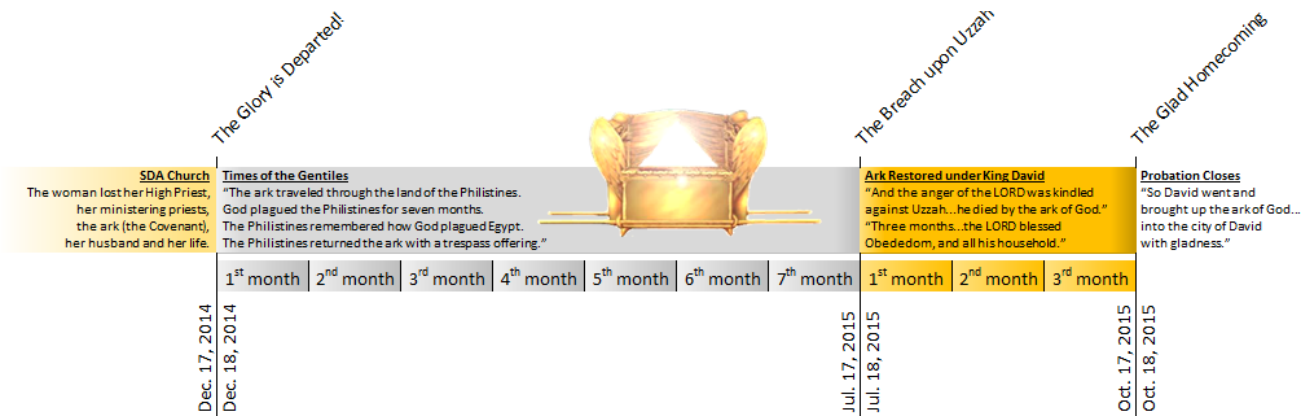 The Glory is Departed!
The Breach upon Uzzah
The Glad Homecoming
SDA Church
The woman lost her High Priest,
her ministering priests,
the ark (the Covenant),
her husband and her life.
Times of the Gentiles
“The ark traveled through the land of the Philistines.
God plagued the Philistines for seven months.
The Philistines remembered how God plagued Egypt.
The Philistines returned the ark with a trespass offering.”
Ark Restored under King David
“And the anger of the LORD was kindled
against Uzzah...he died by the ark of God.”
“Three months...the LORD blessed
Obededom, and all his household.”
Probation Closes
“So David went and
brought up the ark of God...
into the city of David
with gladness.”
1st month
2nd month
3rd month
4th month
5th month
6th month
7th month
1st month
2nd month
3rd month
Dec. 17, 2014
Dec. 18, 2014
Jul. 17, 2015
Jul. 18, 2015
Oct. 17, 2015
Oct. 18, 2015